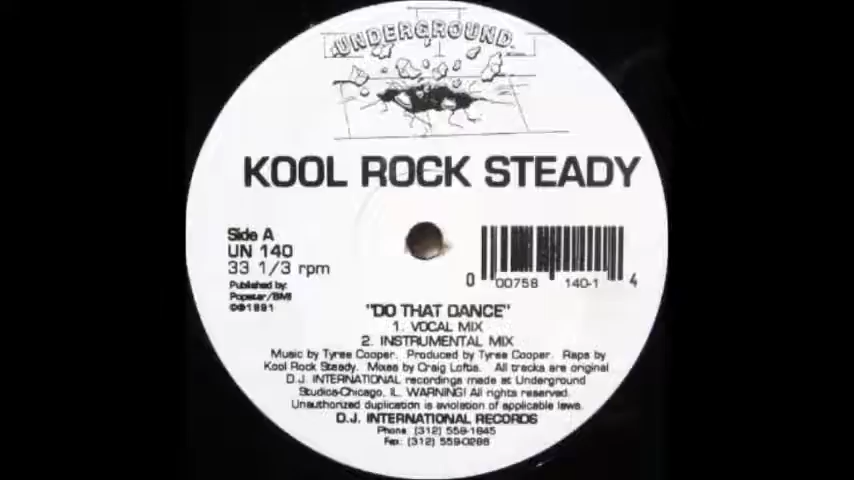 UNDERGROUND
KOOL ROCK STEADY
Side A
UN 140
33 1/3 rpm
Published by:
Popstar/BMI
©℗1991
0 00758 140-1 4
"DO THAT DANCE"
1. VOCAL MIX
2. INSTRUMENTAL MIX
Music by Tyree Cooper. Produced by Tyree Cooper. Raps by
Kool Rock Steady. Mixes by Craig Loftis. All tracks are original
D.J. INTERNATIONAL recordings made at Underground
Studios-Chicago, IL. WARNING! All rights reserved.
Unauthorized duplication is aviolation of applicable laws.
D.J. INTERNATIONAL RECORDS
Phone: (312) 559-1845
Fax: (312) 559-0286